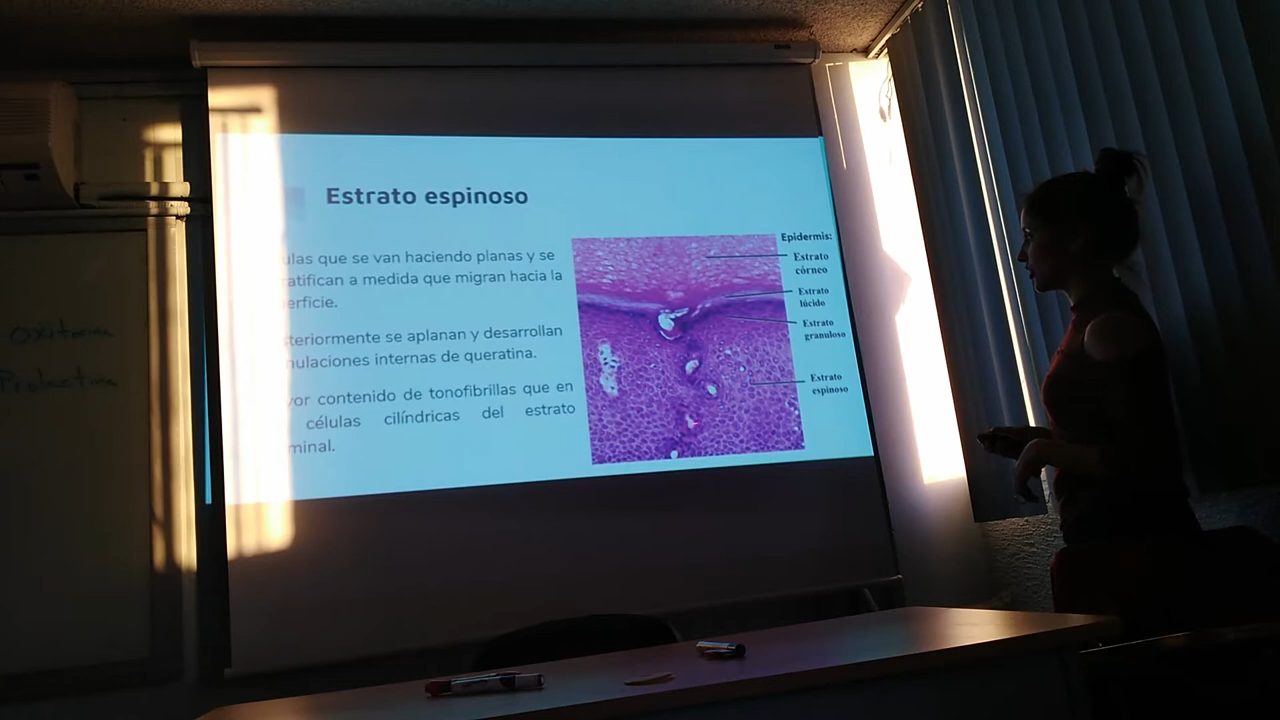 Estrato espinoso
ulas que se van haciendo planas y se
ratifican a medida que migran hacia la
erficie.
steriormente se aplanan y desarrollan
nulaciones internas de queratina.
yor contenido de tonofibrillas que en
células cilíndricas del estrato
minal.
Epidermis:
Estrato
córneo
Estrato
lúcido
Estrato
granuloso
Estrato
espinoso
Oxitocina
Prolactina